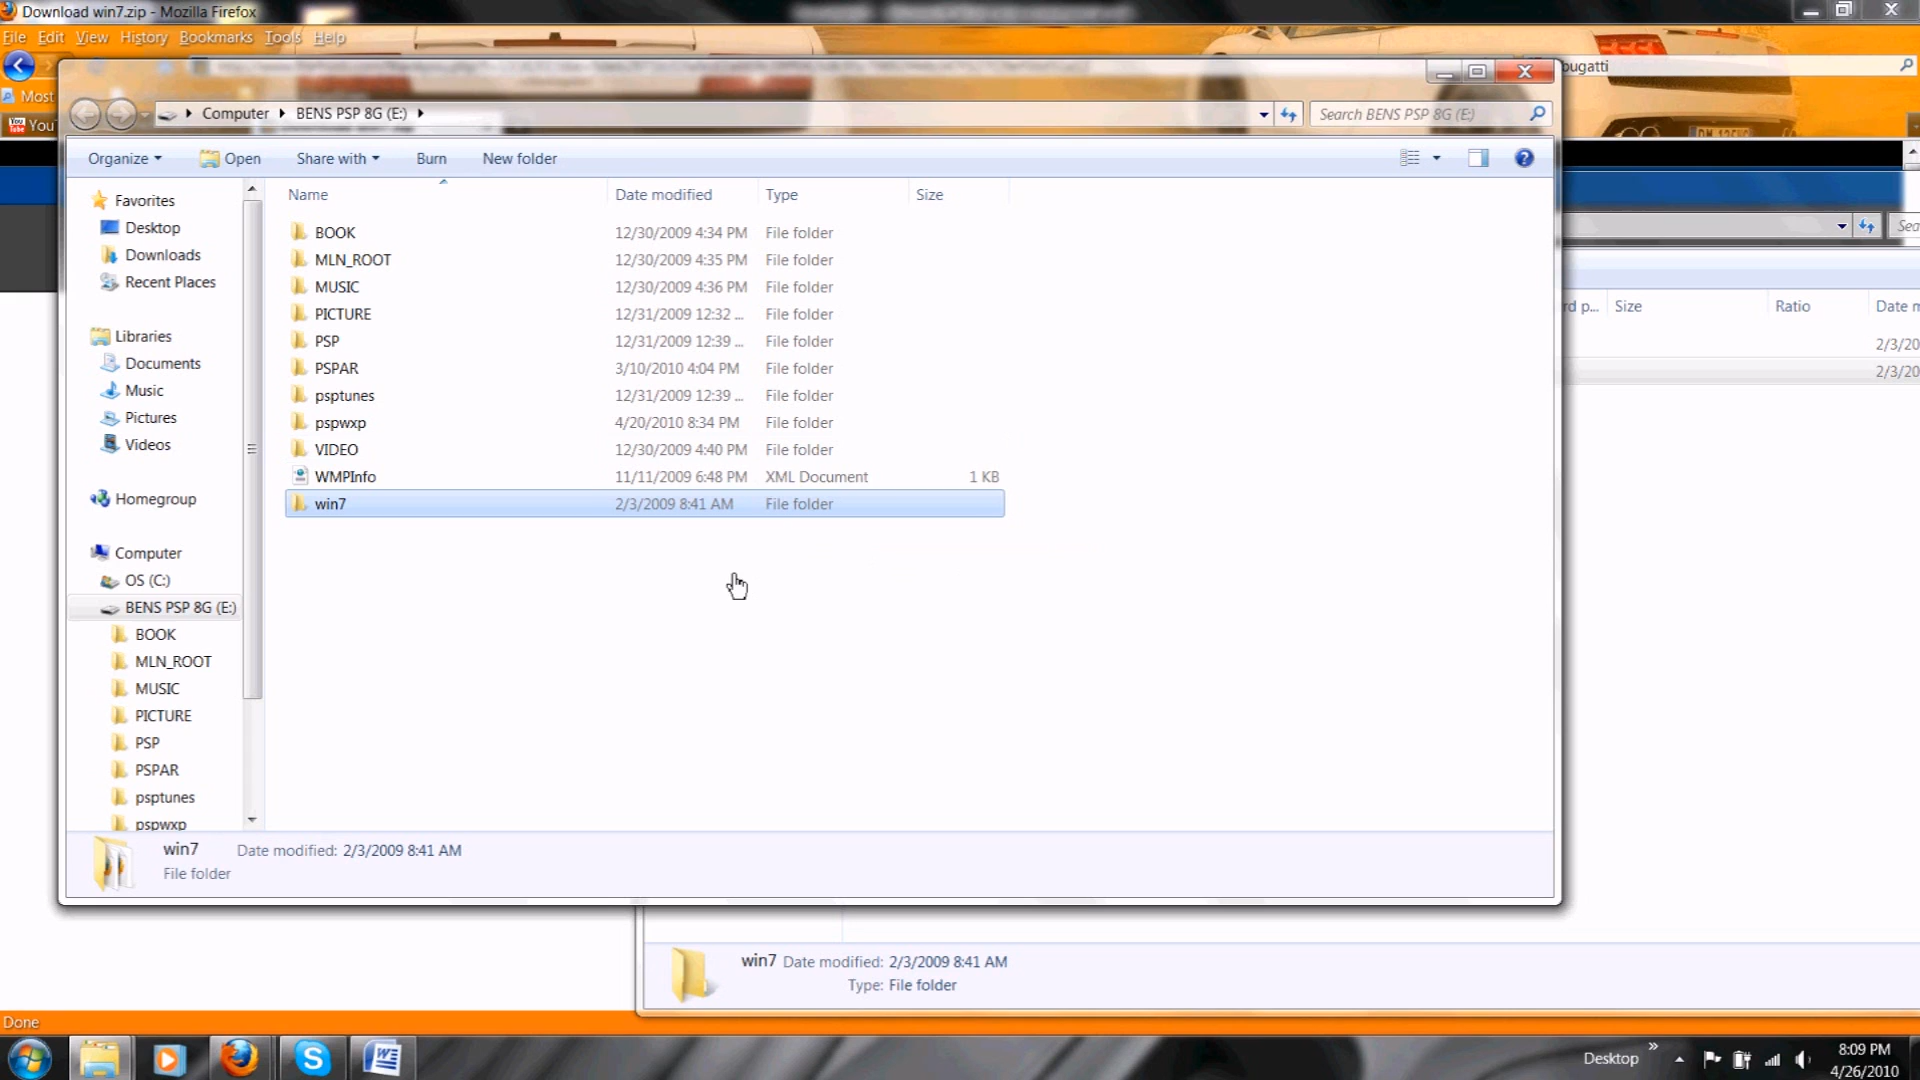 Download win7.zip - Mozilla Firefox
File Edit View History Bookmarks Tools Help
bugatti
Most
You Tube You
Computer BENS PSP 8G (E:)
Search BENS PSP 8G (E:)
Organize Open Share with Burn New folder
Name Date modified Type Size
Favorites
Desktop
Downloads
Recent Places
Libraries
Documents
Music
Pictures
Videos
Homegroup
Computer
OS (C:)
BENS PSP 8G (E:)
BOOK
MLN_ROOT
MUSIC
PICTURE
PSP
PSPAR
psptunes
pspwxp
BOOK 12/30/2009 4:34 PM File folder
MLN_ROOT 12/30/2009 4:35 PM File folder
MUSIC 12/30/2009 4:36 PM File folder
PICTURE 12/31/2009 12:32 ... File folder
PSP 12/31/2009 12:39 ... File folder
PSPAR 3/10/2010 4:04 PM File folder
psptunes 12/31/2009 12:39 ... File folder
pspwxp 4/20/2010 8:34 PM File folder
VIDEO 12/30/2009 4:40 PM File folder
WMPInfo 11/11/2009 6:48 PM XML Document 1 KB
win7 2/3/2009 8:41 AM File folder
Sea
rd p... Size Ratio Date m
2/3/20
2/3/20
win7 Date modified: 2/3/2009 8:41 AM
File folder
win7 Date modified: 2/3/2009 8:41 AM
Type: File folder
Done
Desktop
8:09 PM
4/26/2010